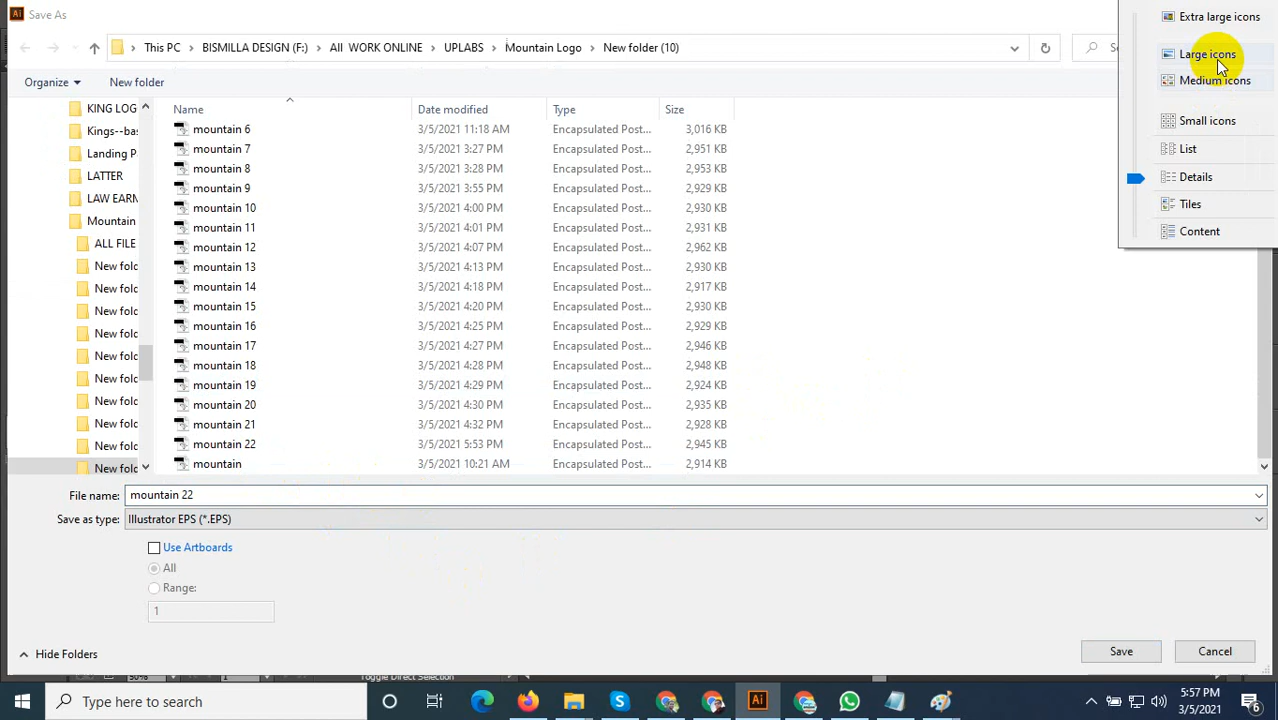 Save As
This PC > BISMILLA DESIGN (F:) > All WORK ONLINE > UPLABS > Mountain Logo > New folder (10)
Organize
New folder
Extra large icons
Large icons
Medium icons
Small icons
List
Details
Tiles
Content
KING LOG
Kings--bas
Landing P
LATTER
LAW EARN
Mountain
ALL FILE
New fold
New fold
New fold
New fold
New fold
New fold
New fold
New fold
New fold
New fold
Name Date modified Type Size
mountain 6 3/5/2021 11:18 AM Encapsulated Post... 3,016 KB
mountain 7 3/5/2021 3:27 PM Encapsulated Post... 2,951 KB
mountain 8 3/5/2021 3:28 PM Encapsulated Post... 2,953 KB
mountain 9 3/5/2021 3:55 PM Encapsulated Post... 2,929 KB
mountain 10 3/5/2021 4:00 PM Encapsulated Post... 2,930 KB
mountain 11 3/5/2021 4:01 PM Encapsulated Post... 2,931 KB
mountain 12 3/5/2021 4:07 PM Encapsulated Post... 2,962 KB
mountain 13 3/5/2021 4:13 PM Encapsulated Post... 2,930 KB
mountain 14 3/5/2021 4:18 PM Encapsulated Post... 2,917 KB
mountain 15 3/5/2021 4:20 PM Encapsulated Post... 2,930 KB
mountain 16 3/5/2021 4:25 PM Encapsulated Post... 2,929 KB
mountain 17 3/5/2021 4:27 PM Encapsulated Post... 2,946 KB
mountain 18 3/5/2021 4:28 PM Encapsulated Post... 2,948 KB
mountain 19 3/5/2021 4:29 PM Encapsulated Post... 2,924 KB
mountain 20 3/5/2021 4:30 PM Encapsulated Post... 2,935 KB
mountain 21 3/5/2021 4:32 PM Encapsulated Post... 2,928 KB
mountain 22 3/5/2021 5:53 PM Encapsulated Post... 2,945 KB
mountain 3/5/2021 10:21 AM Encapsulated Post... 2,914 KB
File name: mountain 22
Save as type: Illustrator EPS (*.EPS)
Use Artboards
All
Range:
1
Hide Folders
Save
Cancel
50%
1
Toggle Direct Selection
Type here to search
Ai
5:57 PM
3/5/2021
6